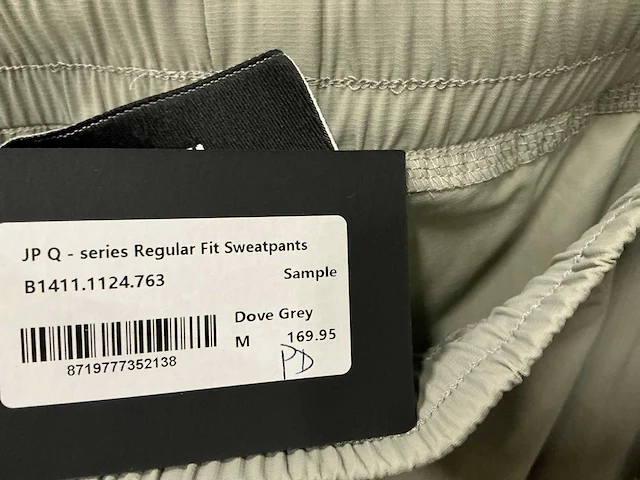 JP Q - series Regular Fit Sweatpants
B1411.1124.763
Sample
Dove Grey
M 169.95
PD
8719777352138